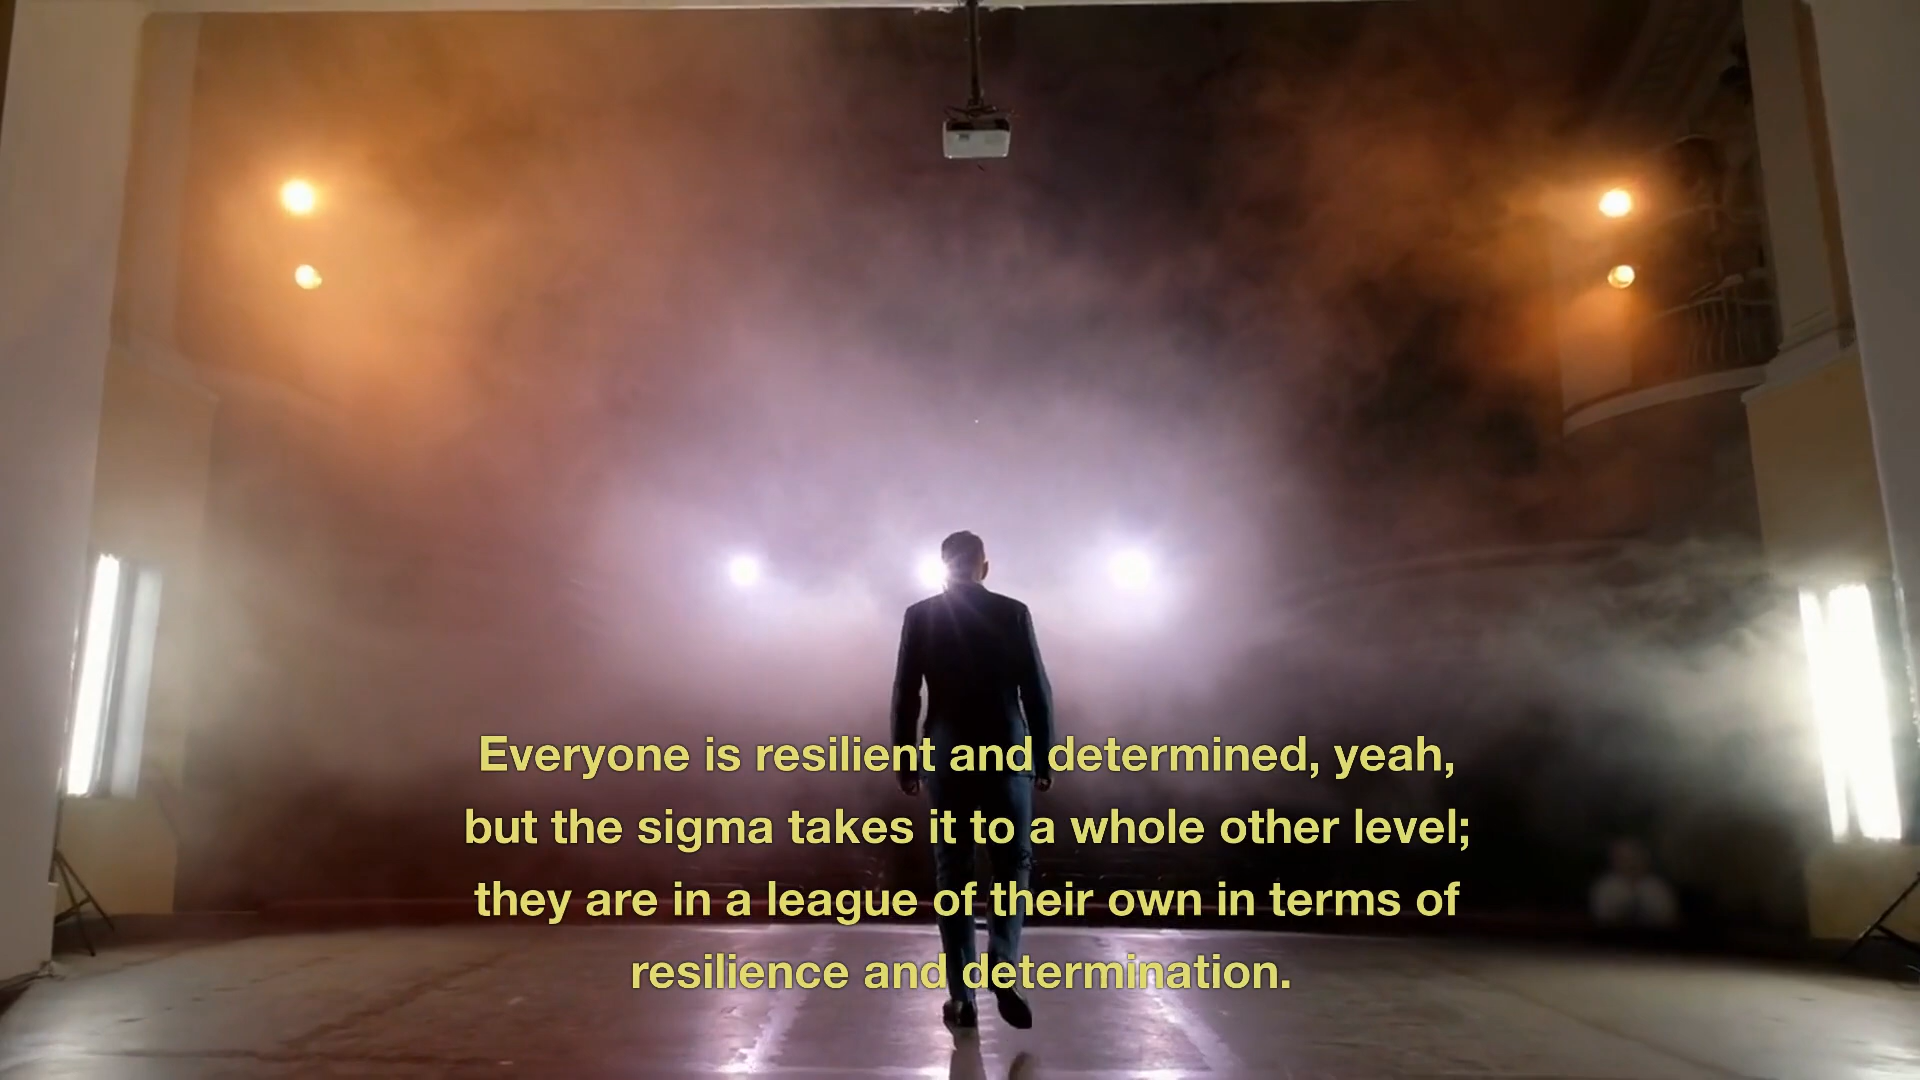 Everyone is resilient and determined, yeah,
but the sigma takes it to a whole other level;
they are in a league of their own in terms of
resilience and determination.